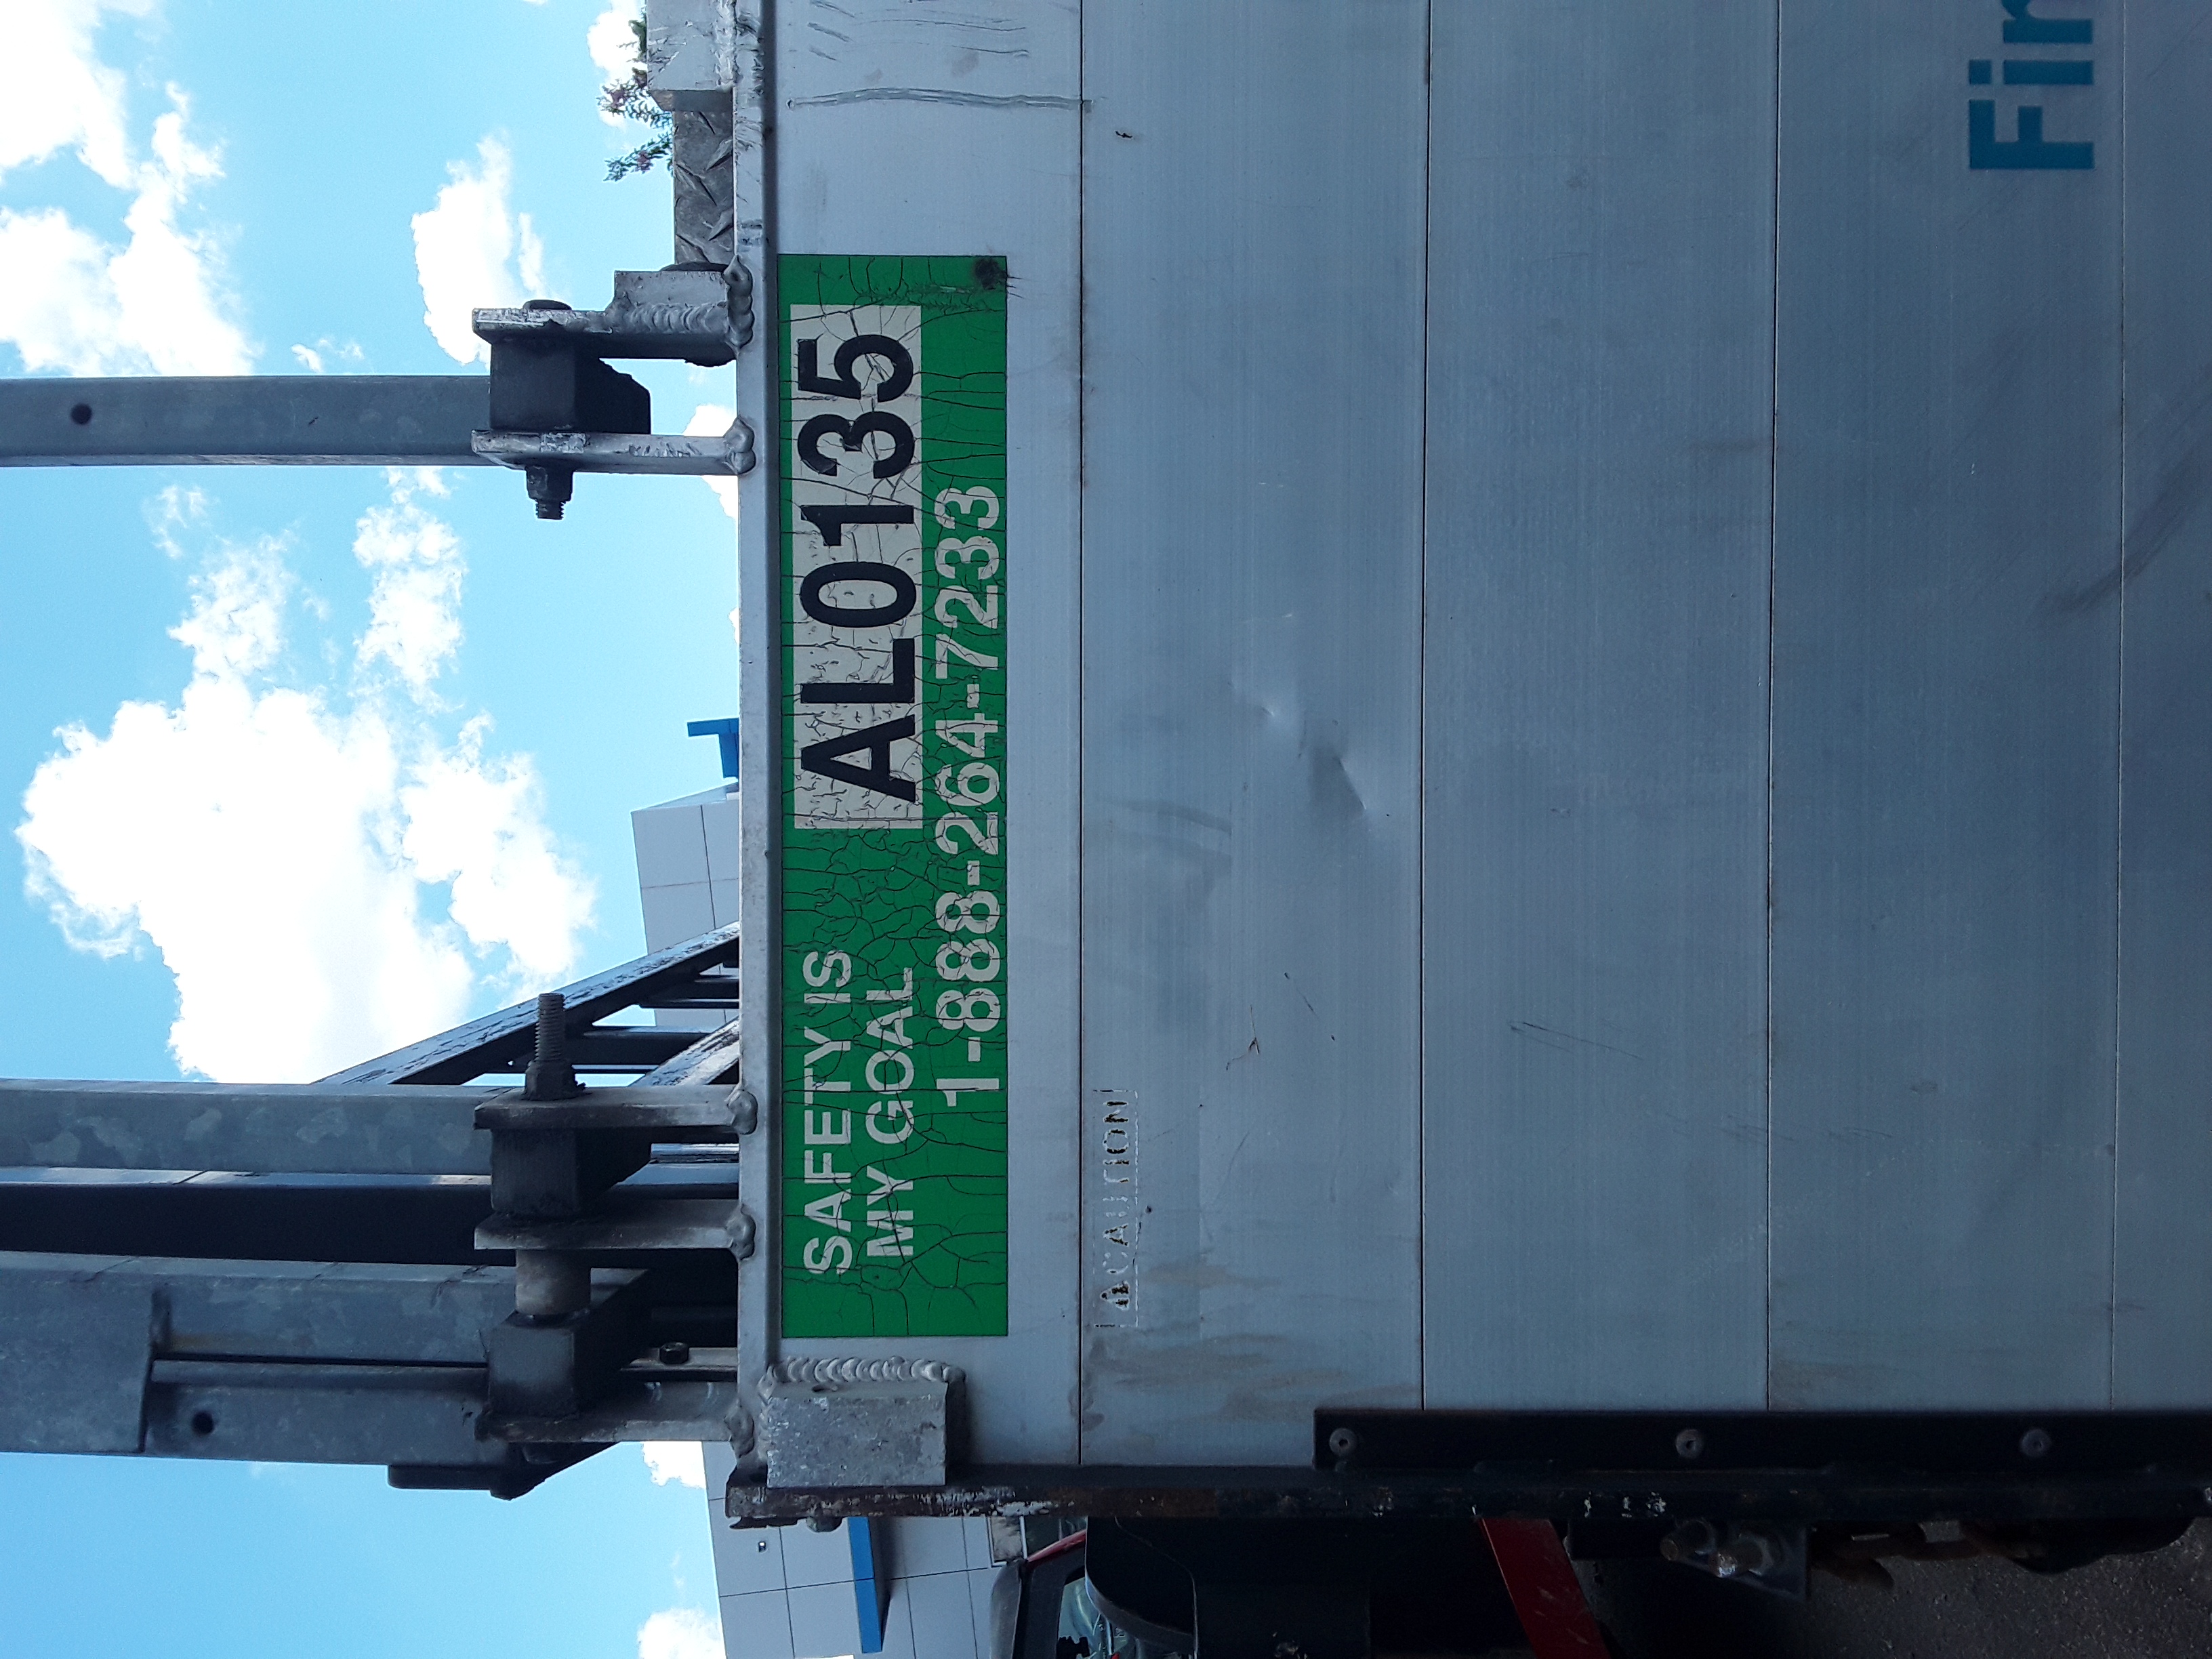 SAFETY IS
MY GOAL
AL0135
1-888-264-7233
CAUTION